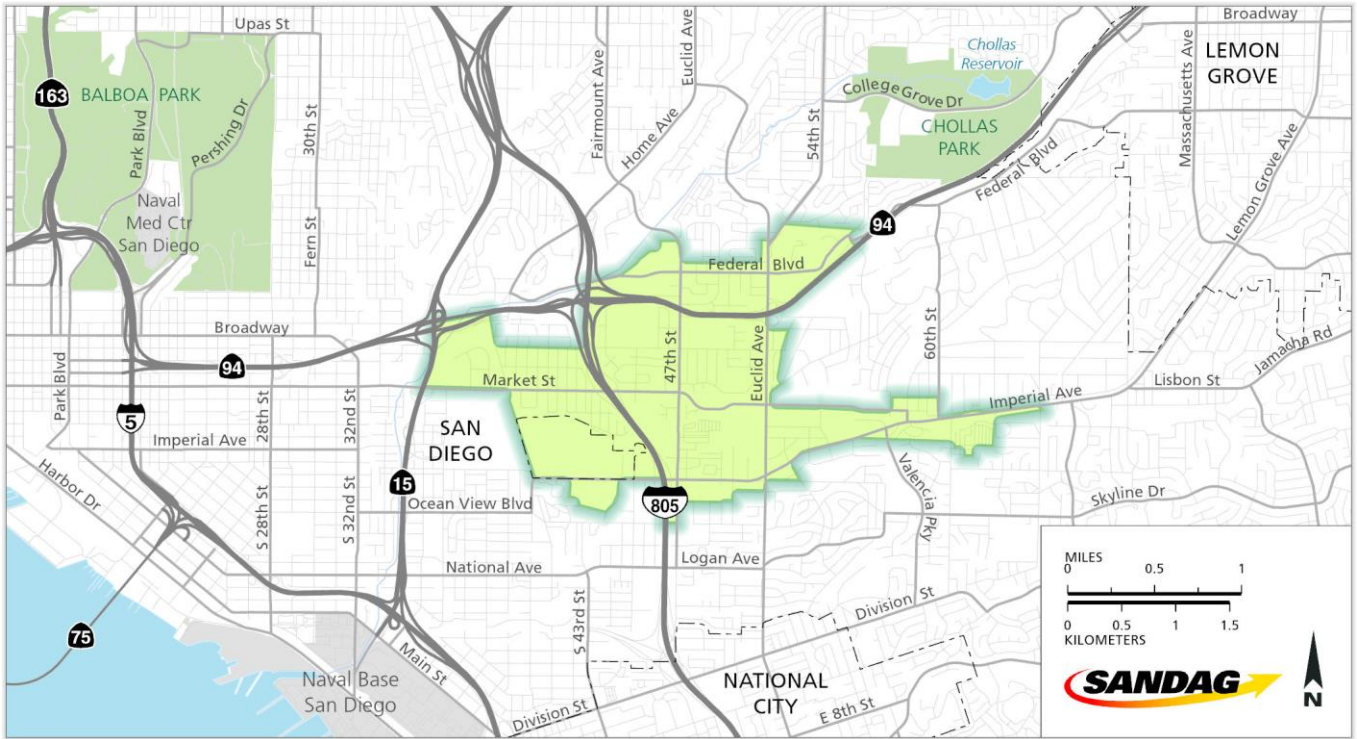 Upas St
Broadway
LEMON
GROVE
Chollas
Reservoir
Euclid Ave
Fairmount Ave
Massachusetts Ave
163
BALBOA PARK
Park Blvd
Pershing Dr
30th St
Home Ave
54th St
College Grove Dr
CHOLLAS
PARK
Federal Blvd
Lemon Grove Ave
Naval
Med Ctr
San Diego
Fern St
94
Federal Blvd
Broadway
94
47th St
Euclid Ave
60th St
Jamacha Rd
Park Blvd
Market St
Lisbon St
Imperial Ave
5
28th St
32nd St
SAN
DIEGO
Imperial Ave
Harbor Dr
15
805
Valencia Pky
Skyline Dr
S 28th St
S 32nd St
Ocean View Blvd
National Ave
Logan Ave
S 43rd St
Division St
75
Main St
Naval Base
San Diego
NATIONAL
CITY
Division St
E 8th St
MILES
0 0.5 1
0 0.5 1 1.5
KILOMETERS
SANDAG
N